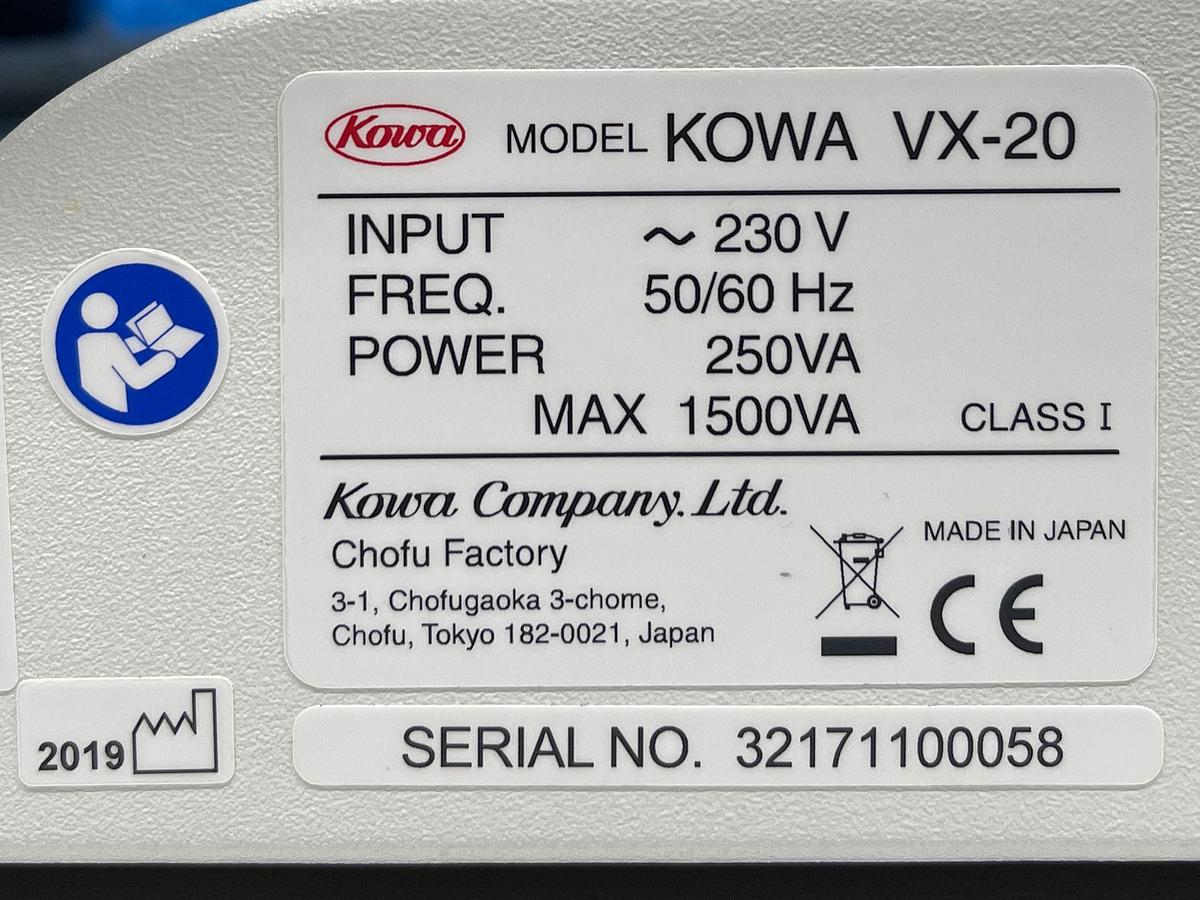 Kowa MODEL KOWA VX-20
INPUT ~ 230 V
FREQ. 50/60 Hz
POWER 250VA
MAX 1500VA CLASS I
Kowa Company. Ltd.
Chofu Factory
3-1, Chofugaoka 3-chome,
Chofu, Tokyo 182-0021, Japan
MADE IN JAPAN
CE
2019
SERIAL NO. 32171100058